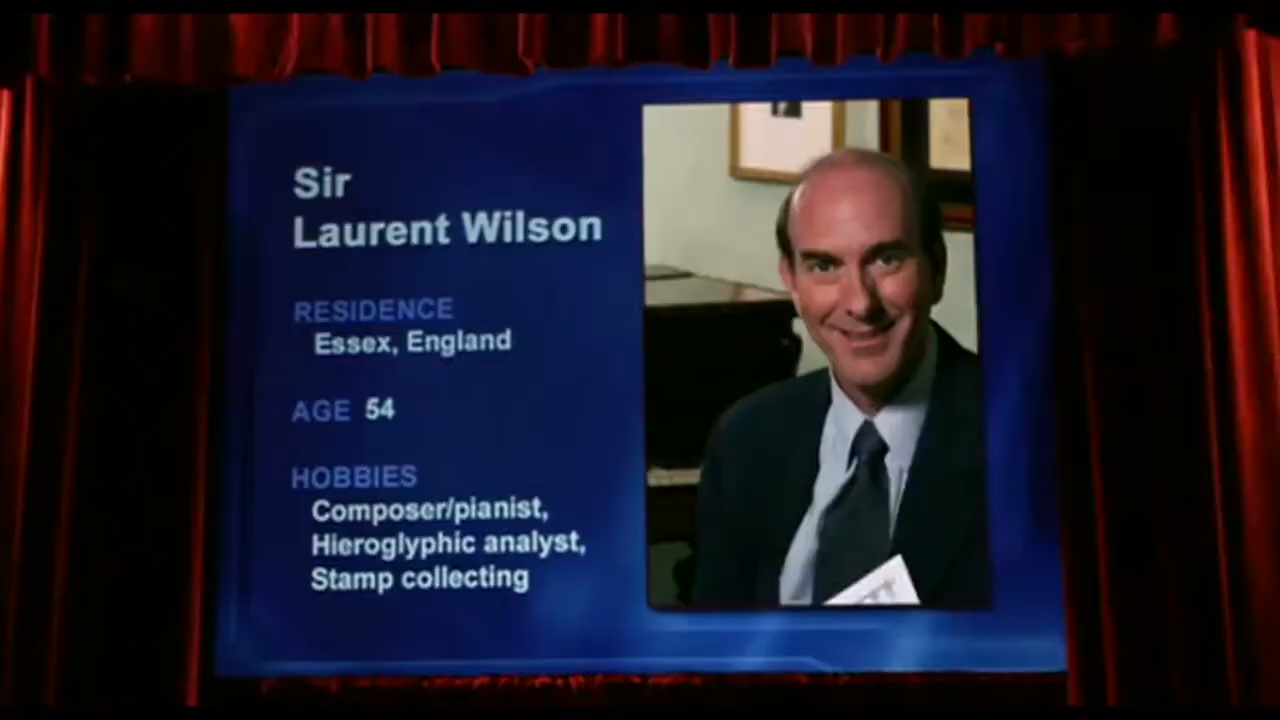 Sir
Laurent Wilson
RESIDENCE
Essex, England
AGE 54
HOBBIES
Composer/pianist,
Hieroglyphic analyst,
Stamp collecting